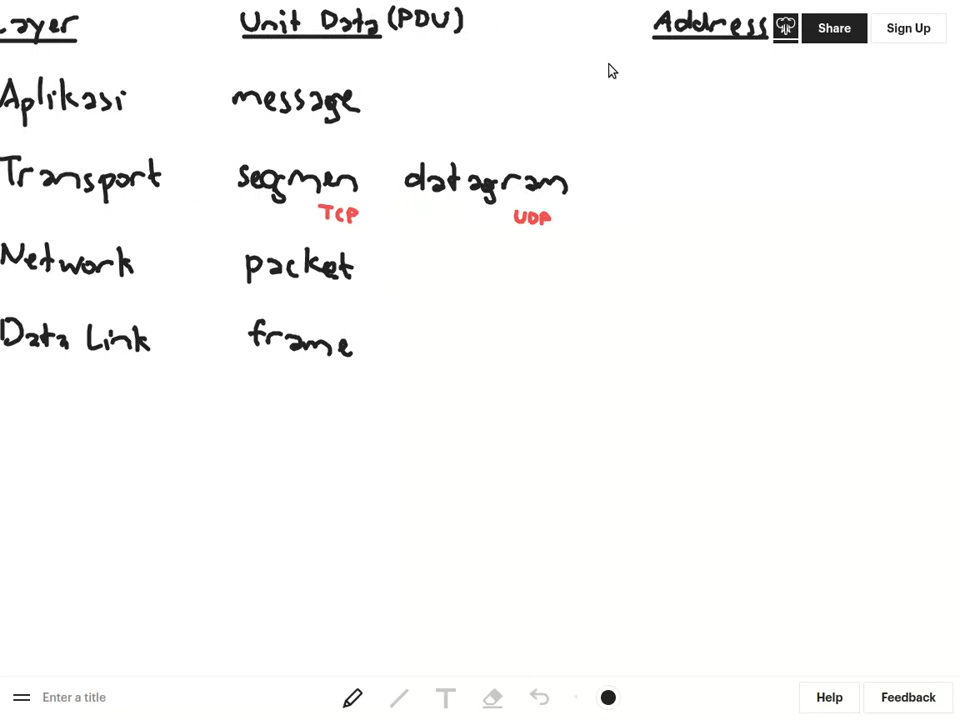 Layer Unit Data (PDU) Address Share Sign Up
Aplikasi message
Transport segmen datagram
TCP UDP
Network packet
Data Link frame
Enter a title T Help Feedback